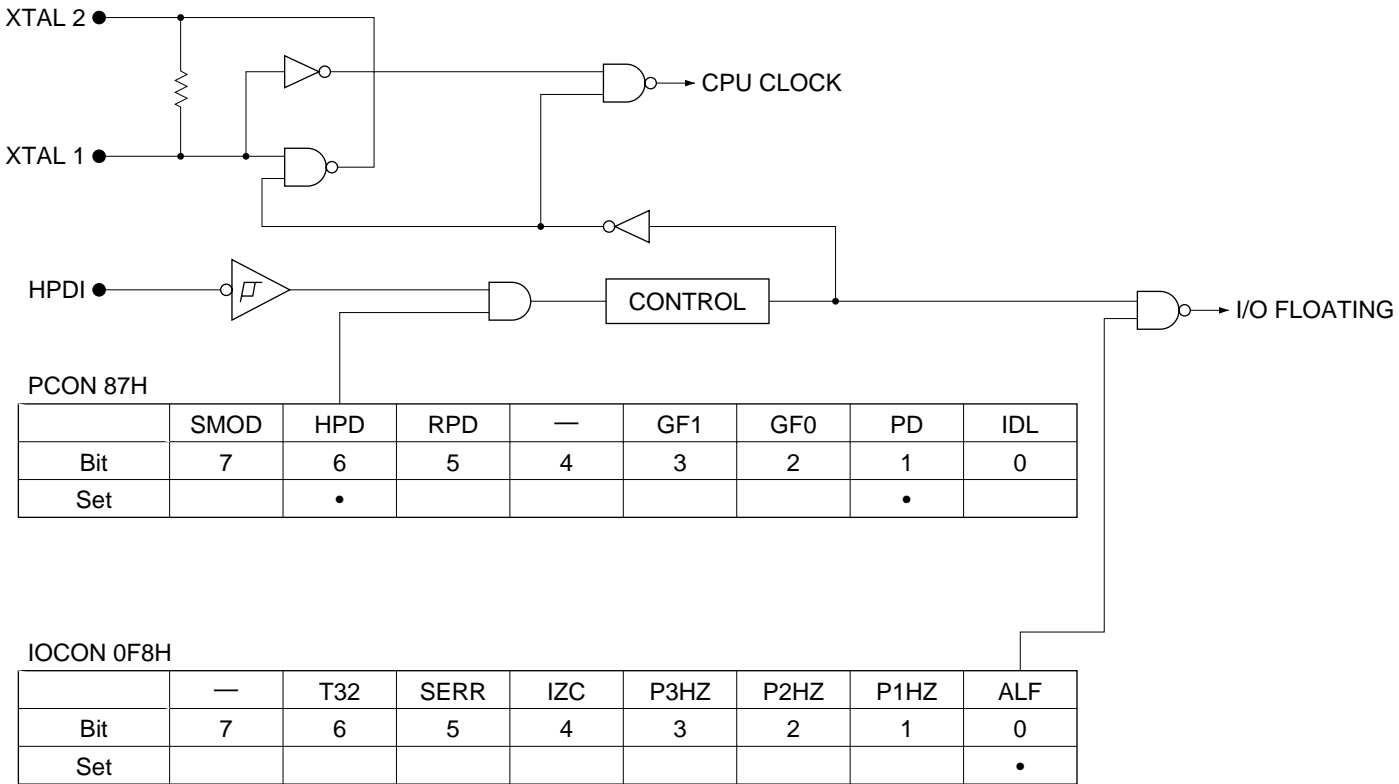 XTAL 2
CPU CLOCK
XTAL 1
HPDI
CONTROL
I/O FLOATING
PCON 87H
SMOD HPD RPD — GF1 GF0 PD IDL
Bit 7 6 5 4 3 2 1 0
Set • •
IOCON 0F8H
— T32 SERR IZC P3HZ P2HZ P1HZ ALF
Bit 7 6 5 4 3 2 1 0
Set •